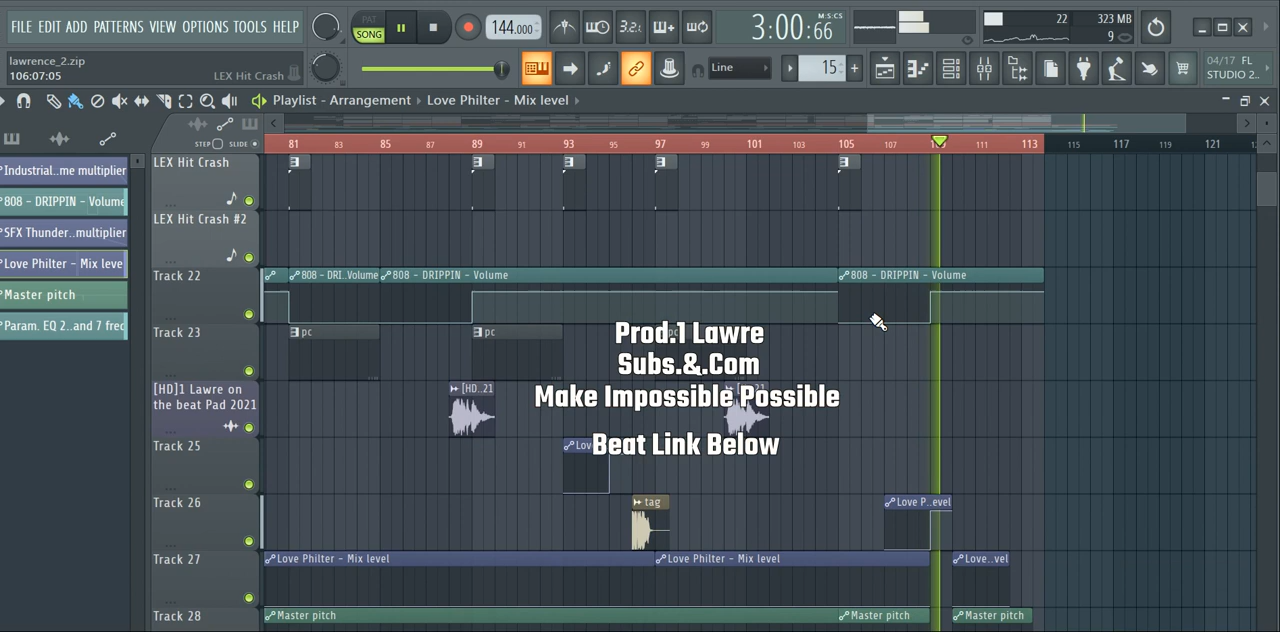 FILE EDIT ADD PATTERNS VIEW OPTIONS TOOLS HELP
PAT
SONG
144.000
3.2.
3:00:66
M:S:CS
22
323 MB
9
lawrence_2.zip
106:07:05
LEX Hit Crash
Line
15
04/17 FL
STUDIO 2..
Playlist - Arrangement
Love Philter - Mix level
STEP
SLIDE
81 83 85 87 89 91 93 95 97 99 101 103 105 107 111 113 115 117 119 121
Industrial..me multiplier
808 - DRIPPIN - Volume
SFX Thunder..multiplier
Love Philter - Mix leve
Master pitch
Param. EQ 2..and 7 freq
LEX Hit Crash
LEX Hit Crash #2
Track 22
808 - DRI..Volume
808 - DRIPPIN - Volume
808 - DRIPPIN - Volume
Track 23
pc
pc
Prod.1 Lawre
Subs.&.Com
Make Impossible Possible
Beat Link Below
[HD]1 Lawre on
the beat Pad 2021
[HD..21
Track 25
Lov
Track 26
tag
Love P..evel
Track 27
Love Philter - Mix level
Love Philter - Mix level
Love..vel
Track 28
Master pitch
Master pitch
Master pitch